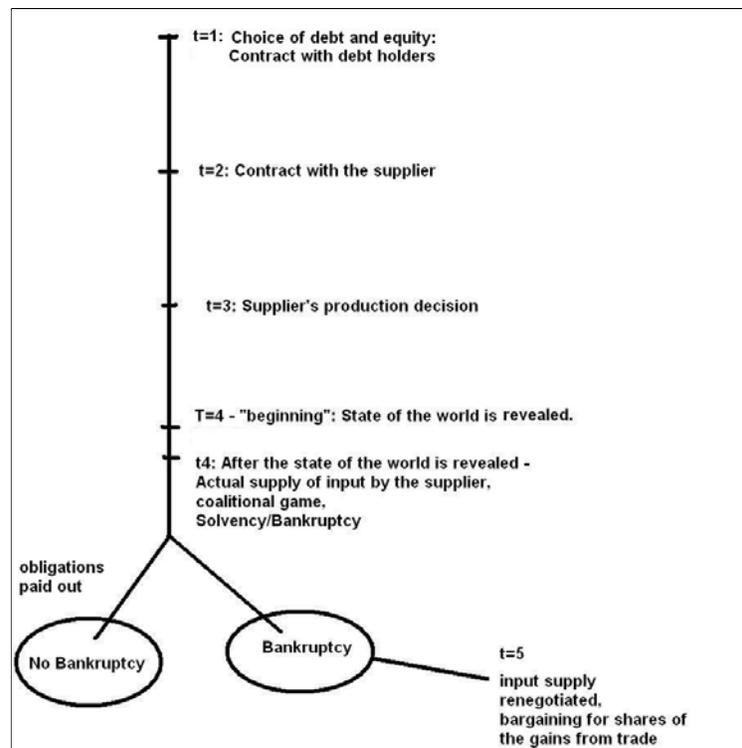 t=1: Choice of debt and equity:
Contract with debt holders
t=2: Contract with the supplier
t=3: Supplier's production decision
T=4 - "beginning": State of the world is revealed.
t4: After the state of the world is revealed -
Actual supply of input by the supplier,
coalitional game,
Solvency/Bankruptcy
obligations
paid out
No Bankruptcy
Bankruptcy
t=5
input supply
renegotiated,
bargaining for shares of
the gains from trade